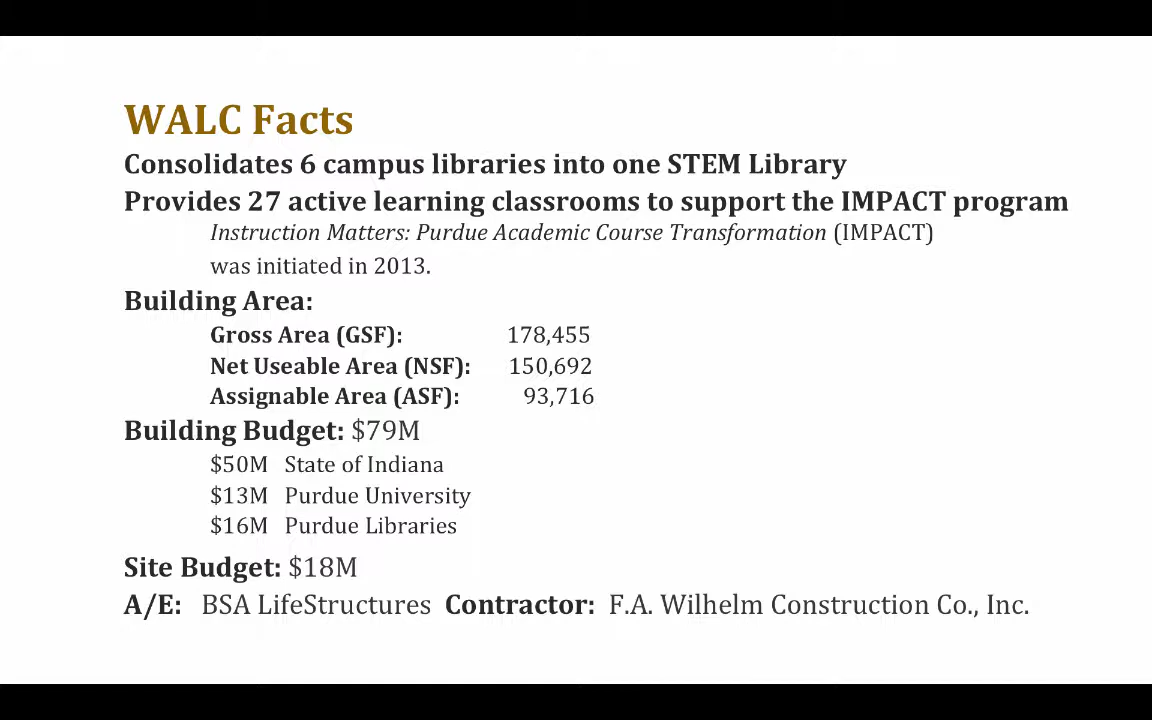 WALC Facts
Consolidates 6 campus libraries into one STEM Library
Provides 27 active learning classrooms to support the IMPACT program
Instruction Matters: Purdue Academic Course Transformation (IMPACT)
was initiated in 2013.
Building Area:
Gross Area (GSF): 178,455
Net Useable Area (NSF): 150,692
Assignable Area (ASF): 93,716
Building Budget: $79M
$50M State of Indiana
$13M Purdue University
$16M Purdue Libraries
Site Budget: $18M
A/E: BSA LifeStructures Contractor: F.A. Wilhelm Construction Co., Inc.